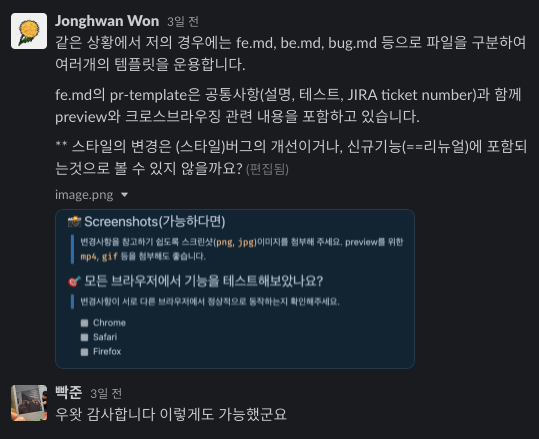 Jonghwan Won 3일 전
같은 상황에서 저의 경우에는 fe.md, be.md, bug.md 등으로 파일을 구분하여
여러개의 템플릿을 운용합니다.
fe.md의 pr-template은 공통사항(설명, 테스트, JIRA ticket number)과 함께
preview와 크로스브라우징 관련 내용을 포함하고 있습니다.
** 스타일의 변경은 (스타일)버그의 개선이거나, 신규기능(==리뉴얼)에 포함되
는것으로 볼 수 있지 않을까요? (편집됨)
image.png
📸 Screenshots(가능하다면)
변경사항을 참고하기 쉽도록 스크린샷(png, jpg)이미지를 첨부해 주세요. preview를 위한
mp4, gif 등을 첨부해도 좋습니다.
🎯 모든 브라우저에서 기능을 테스트해보았나요?
변경사항이 서로 다른 브라우저에서 정상적으로 동작하는지 확인해주세요.
Chrome
Safari
Firefox
빡준 3일 전
우왓 감사합니다 이렇게도 가능했군요